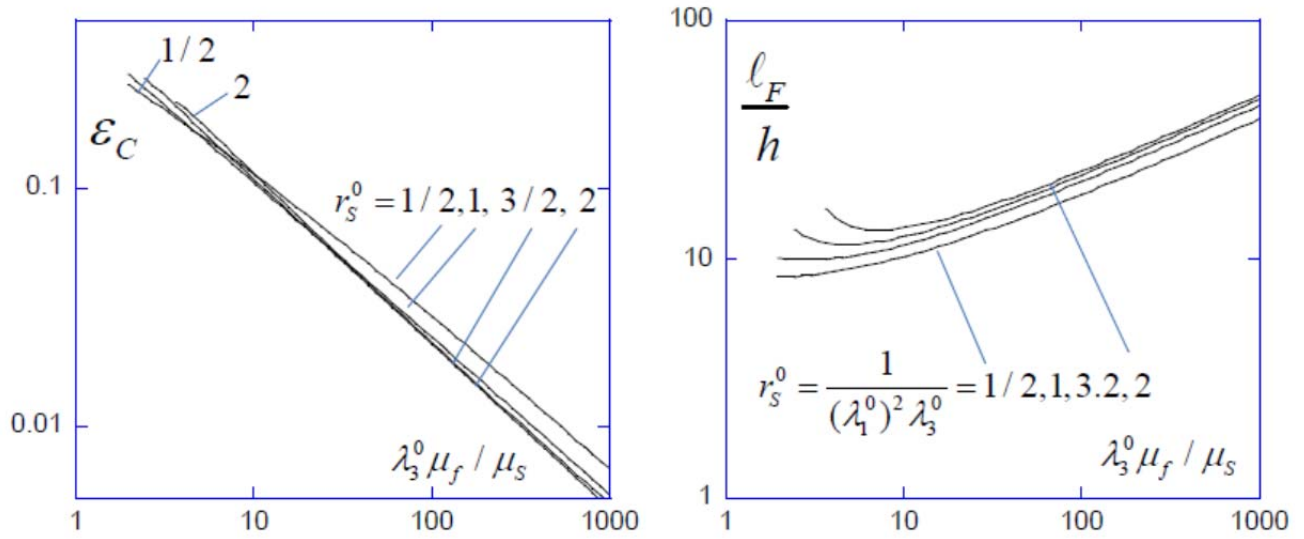 1 / 2
2
ε_C
0.1
r_S^0 = 1 / 2, 1, 3 / 2, 2
0.01
λ_3^0 μ_f / μ_S
1 10 100 1000
100
ℓ_F / h
10
r_S^0 = 1 / (λ_1^0)^2 λ_3^0 = 1 / 2, 1, 3.2, 2
λ_3^0 μ_f / μ_S
1
1 10 100 1000